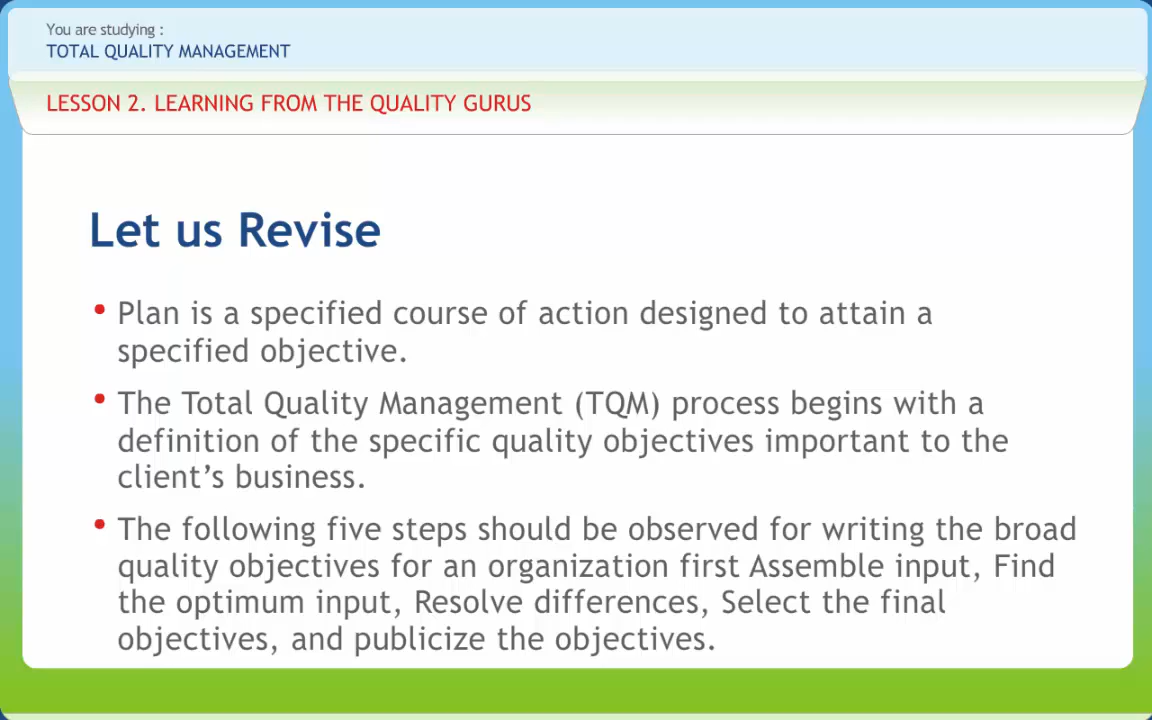 You are studying :
TOTAL QUALITY MANAGEMENT
LESSON 2. LEARNING FROM THE QUALITY GURUS
Let us Revise
• Plan is a specified course of action designed to attain a
specified objective.
• The Total Quality Management (TQM) process begins with a
definition of the specific quality objectives important to the
client’s business.
• The following five steps should be observed for writing the broad
quality objectives for an organization first Assemble input, Find
the optimum input, Resolve differences, Select the final
objectives, and publicize the objectives.